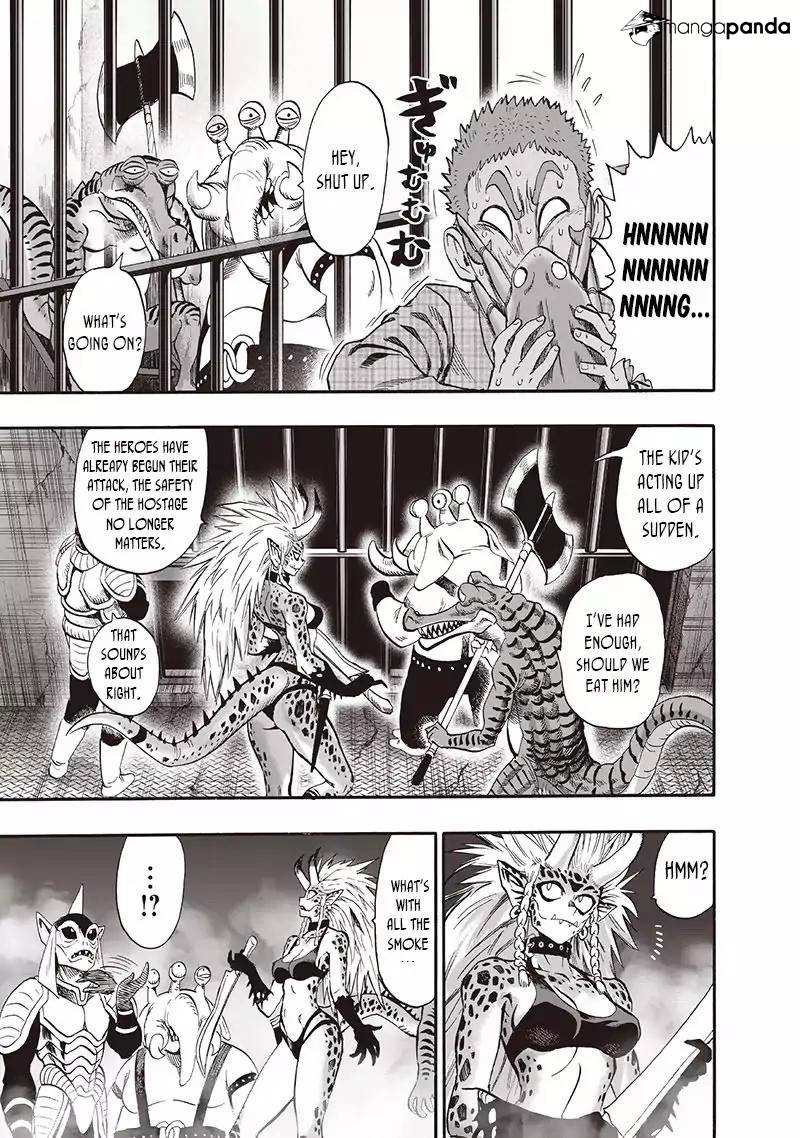 mangapanda
HNNNNN
NNNNNN
NNNNG...
ぎゅむむむ
HEY,
SHUT UP.
WHAT'S
GOING ON?
THE KID'S
ACTING UP
ALL OF A
SUDDEN.
I'VE HAD
ENOUGH,
SHOULD WE
EAT HIM?
THE HEROES HAVE
ALREADY BEGUN THEIR
ATTACK, THE SAFETY
OF THE HOSTAGE
NO LONGER
MATTERS.
THAT
SOUNDS
ABOUT
RIGHT.
HMM?
WHAT'S
WITH
ALL THE
SMOKE
...
...
!?